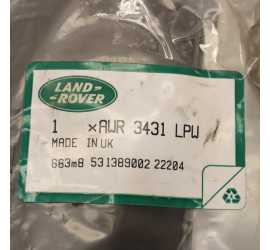 LAND-
-ROVER
1 ×AWR 3431 LPW
MADE IN UK
663m8 531389002 22204